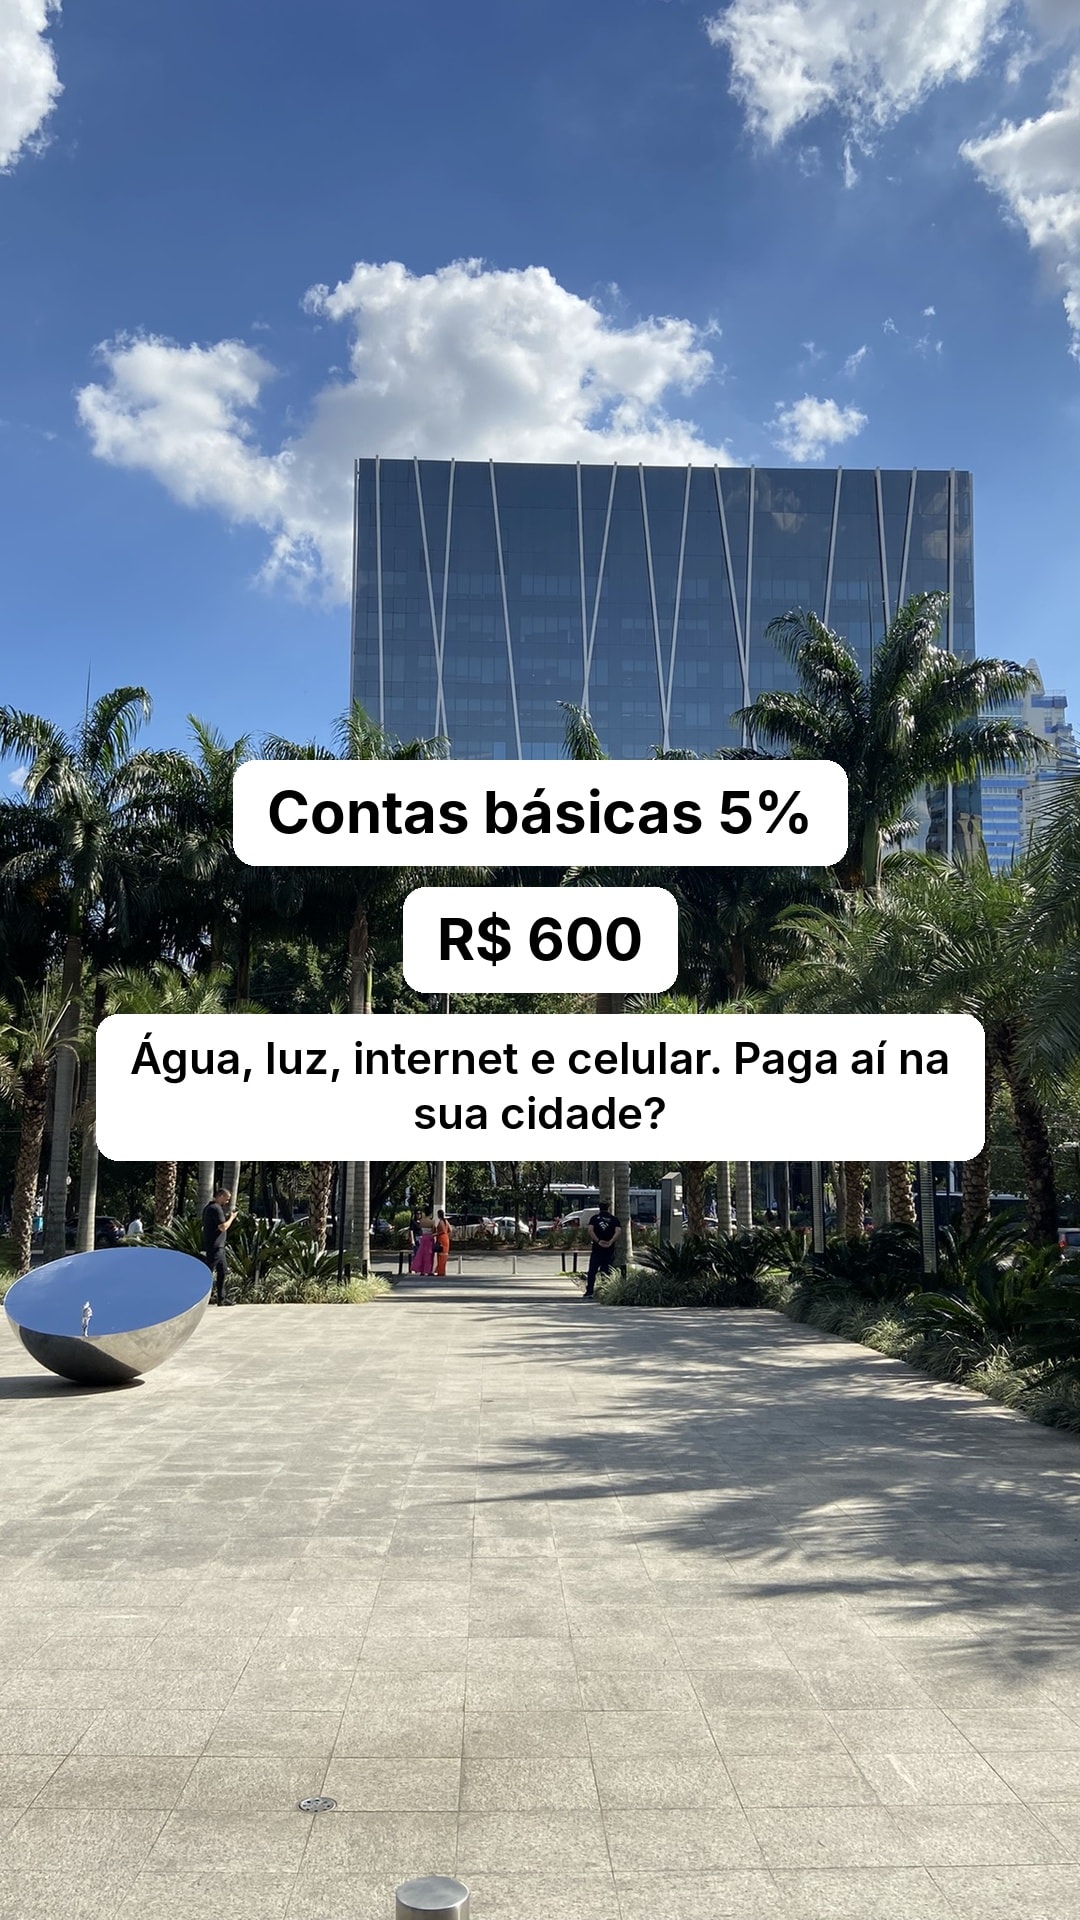 Contas básicas 5%
R$ 600
Água, luz, internet e celular. Paga aí na
sua cidade?